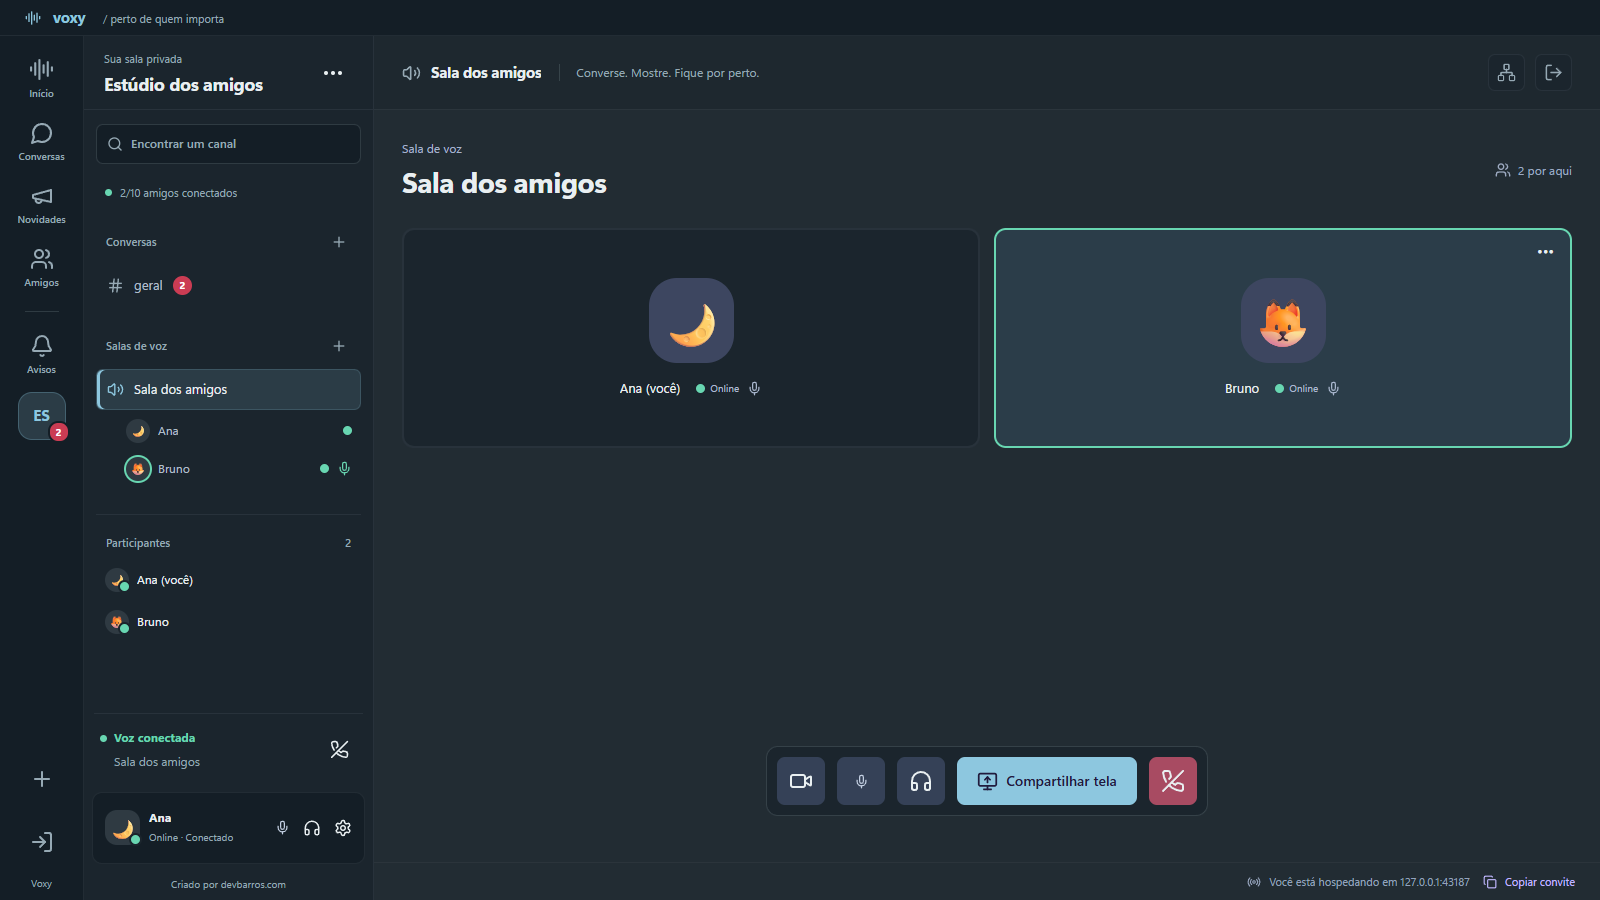 voxy / perto de quem importa
Início
Conversas
Novidades
Amigos
Avisos
ES
2
Voxy
Sua sala privada
Estúdio dos amigos
Encontrar um canal
2/10 amigos conectados
Conversas
# geral 2
Salas de voz
Sala dos amigos
Ana
Bruno
Participantes 2
Ana (você)
Bruno
Voz conectada
Sala dos amigos
Ana
Online · Conectado
Criado por devbarros.com
Sala dos amigos Converse. Mostre. Fique por perto.
Sala de voz
Sala dos amigos
2 por aqui
Ana (você) Online
Bruno Online
Compartilhar tela
Você está hospedando em 127.0.0.1:43187 Copiar convite